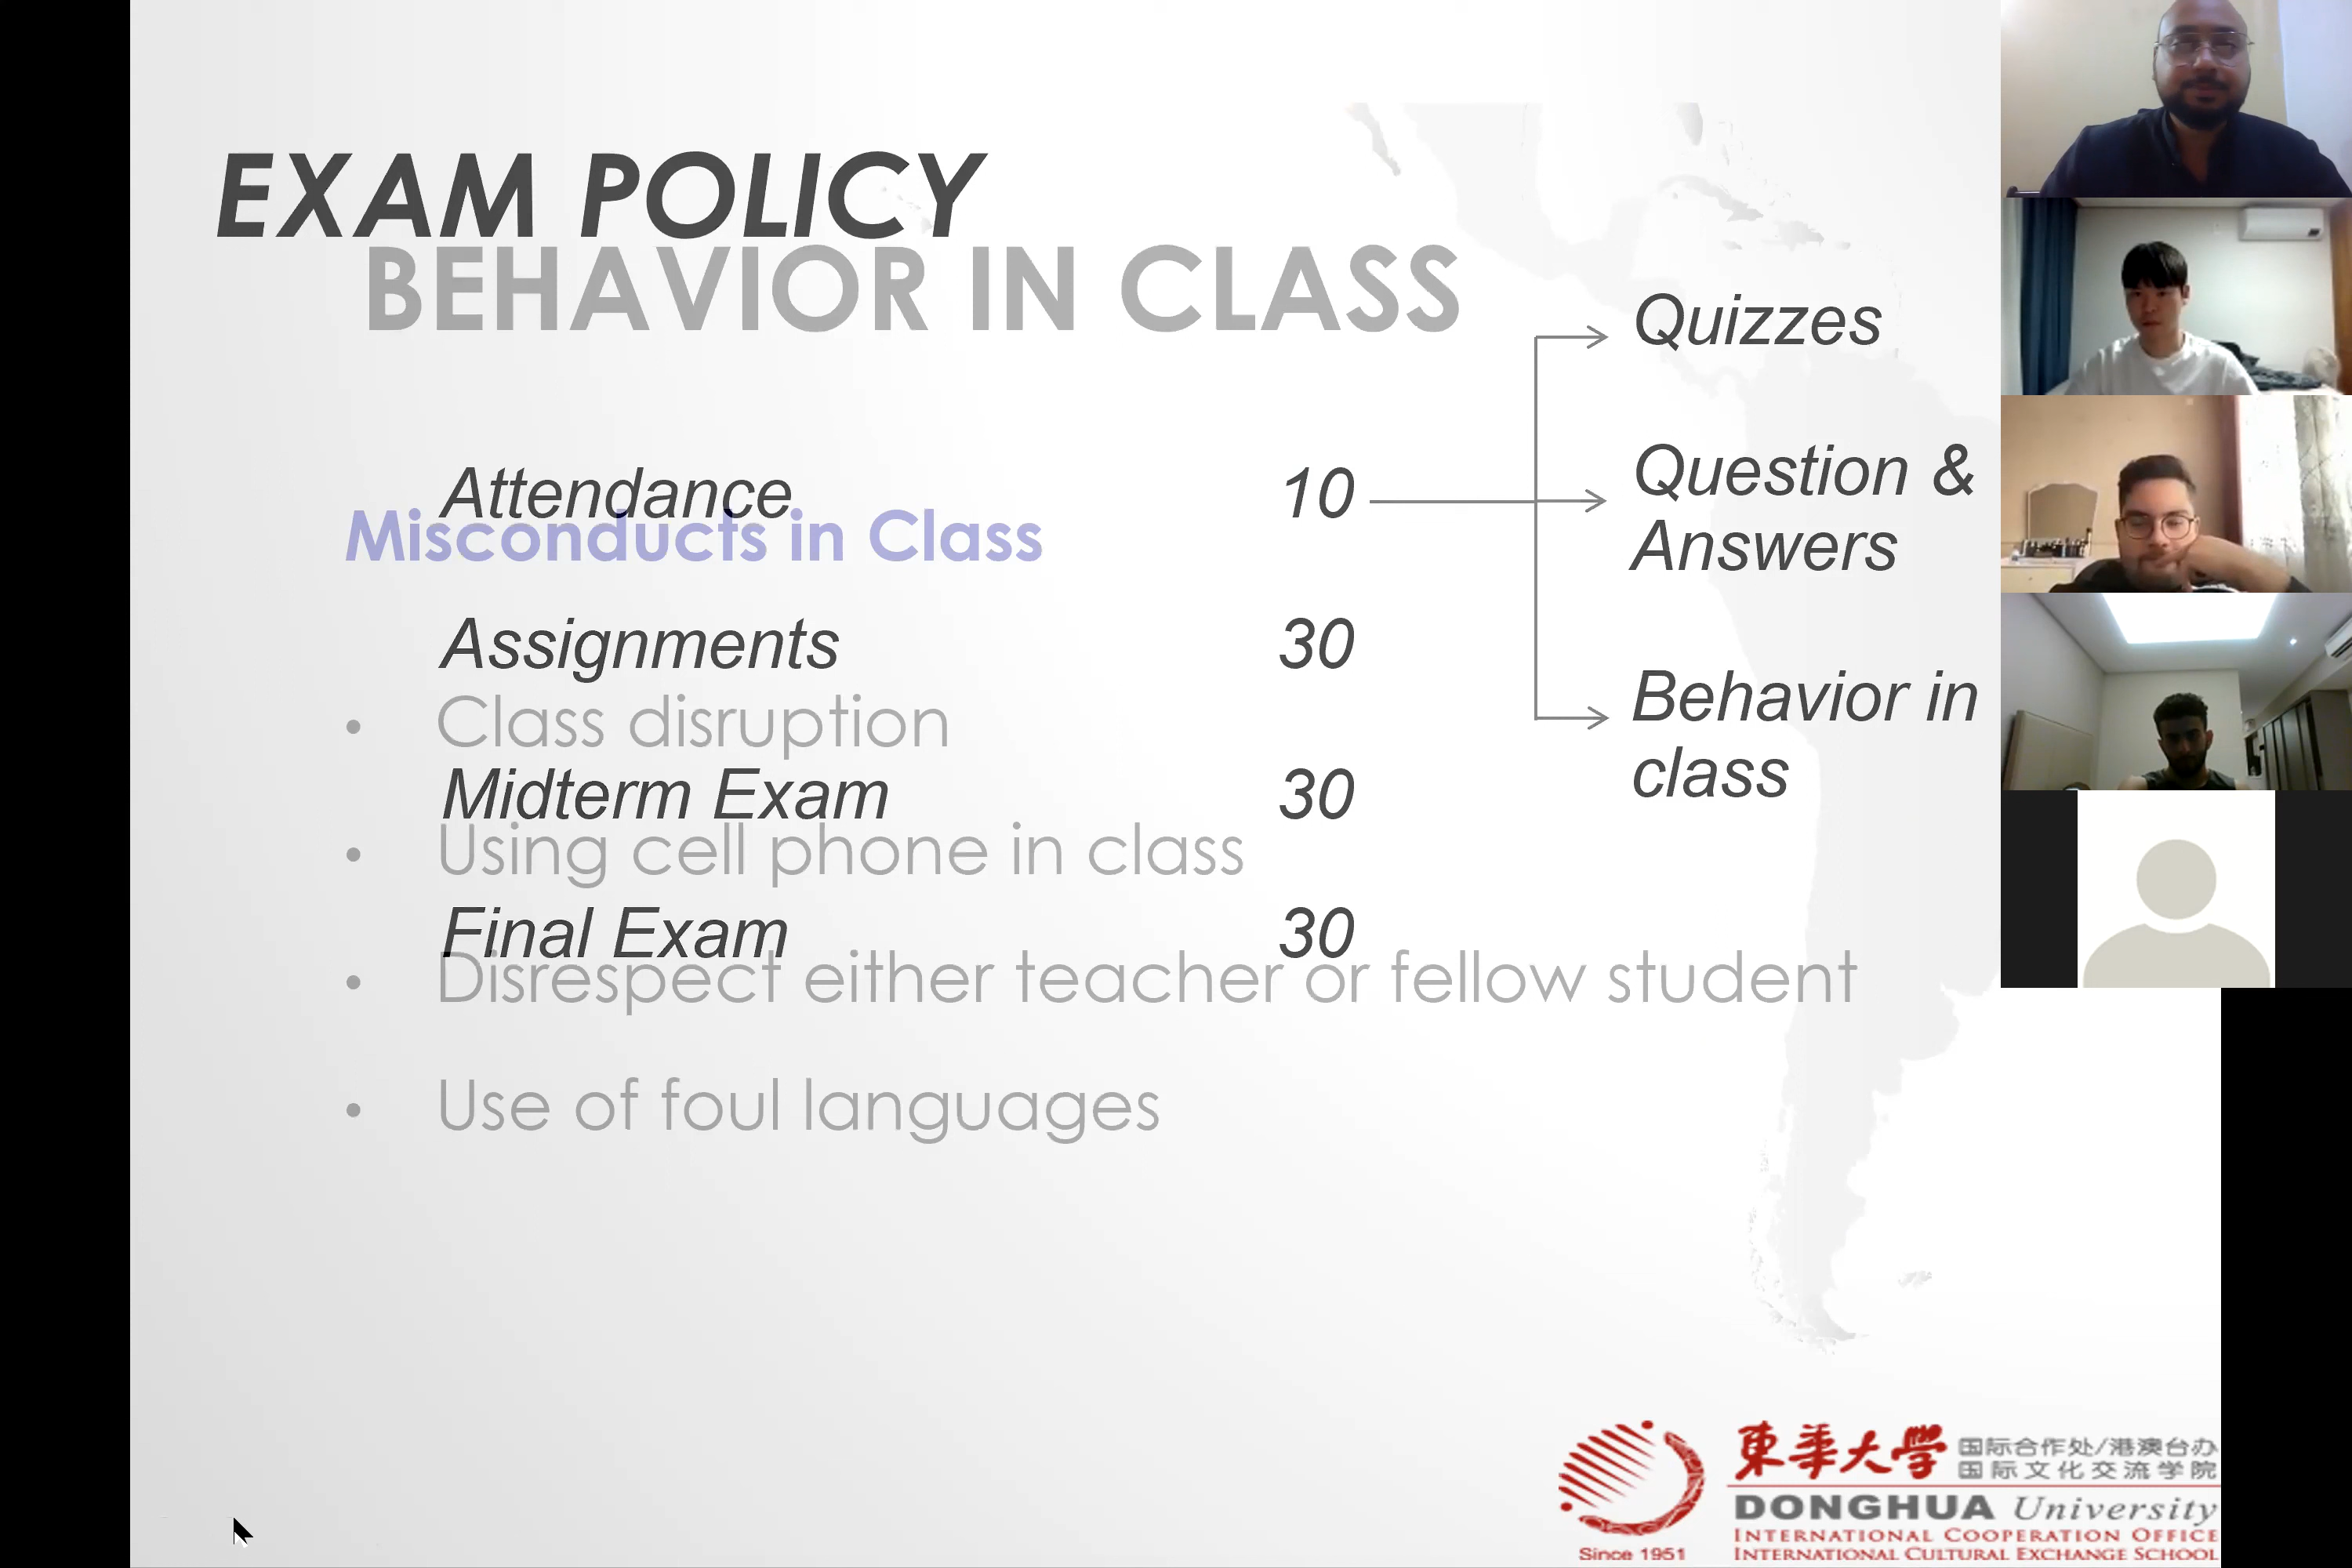 EXAM POLICY
BEHAVIOR IN CLASS
Quizzes
Question &
Answers
Behavior in
class
Attendance 10
Misconducts in Class
Assignments 30
• Class disruption
Midterm Exam 30
• Using cell phone in class
Final Exam 30
• Disrespect either teacher or fellow student
• Use of foul languages
Since 1951
東華大學
国际合作处/港澳台办
国际文化交流学院
DONGHUA University
INTERNATIONAL COOPERATION OFFICE
INTERNATIONAL CULTURAL EXCHANGE SCHOOL